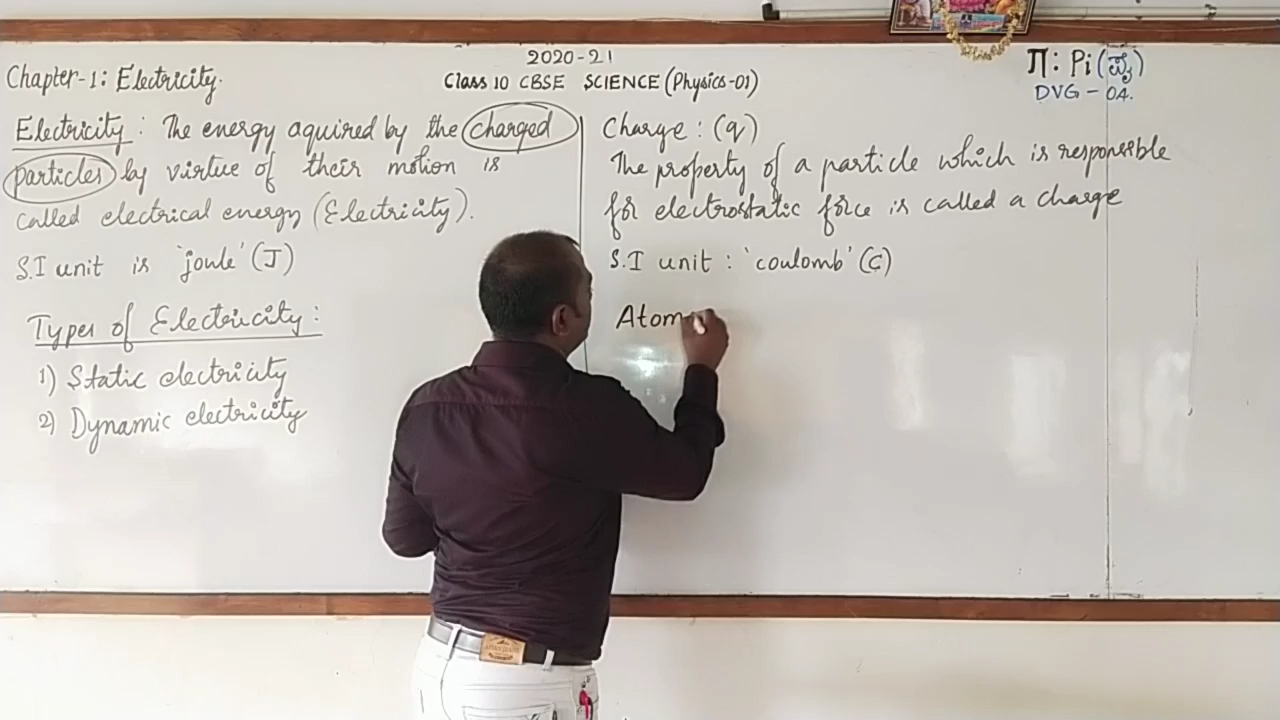 2020-21
Chapter-1: Electricity.
Class 10 CBSE SCIENCE (Physics-01)
Π: Pi (ಪೈ)
DVG - 04.
Electricity: The energy aquired by the charged
particles by virtue of their motion is
called electrical energy (Electricity).
S.I unit is 'joule' (J)
Types of Electricity:
1) Static electricity
2) Dynamic electricity
Charge: (q)
The property of a particle which is responsible
for electrostatic force is called a charge
S.I unit : 'coulomb' (C)
Atom